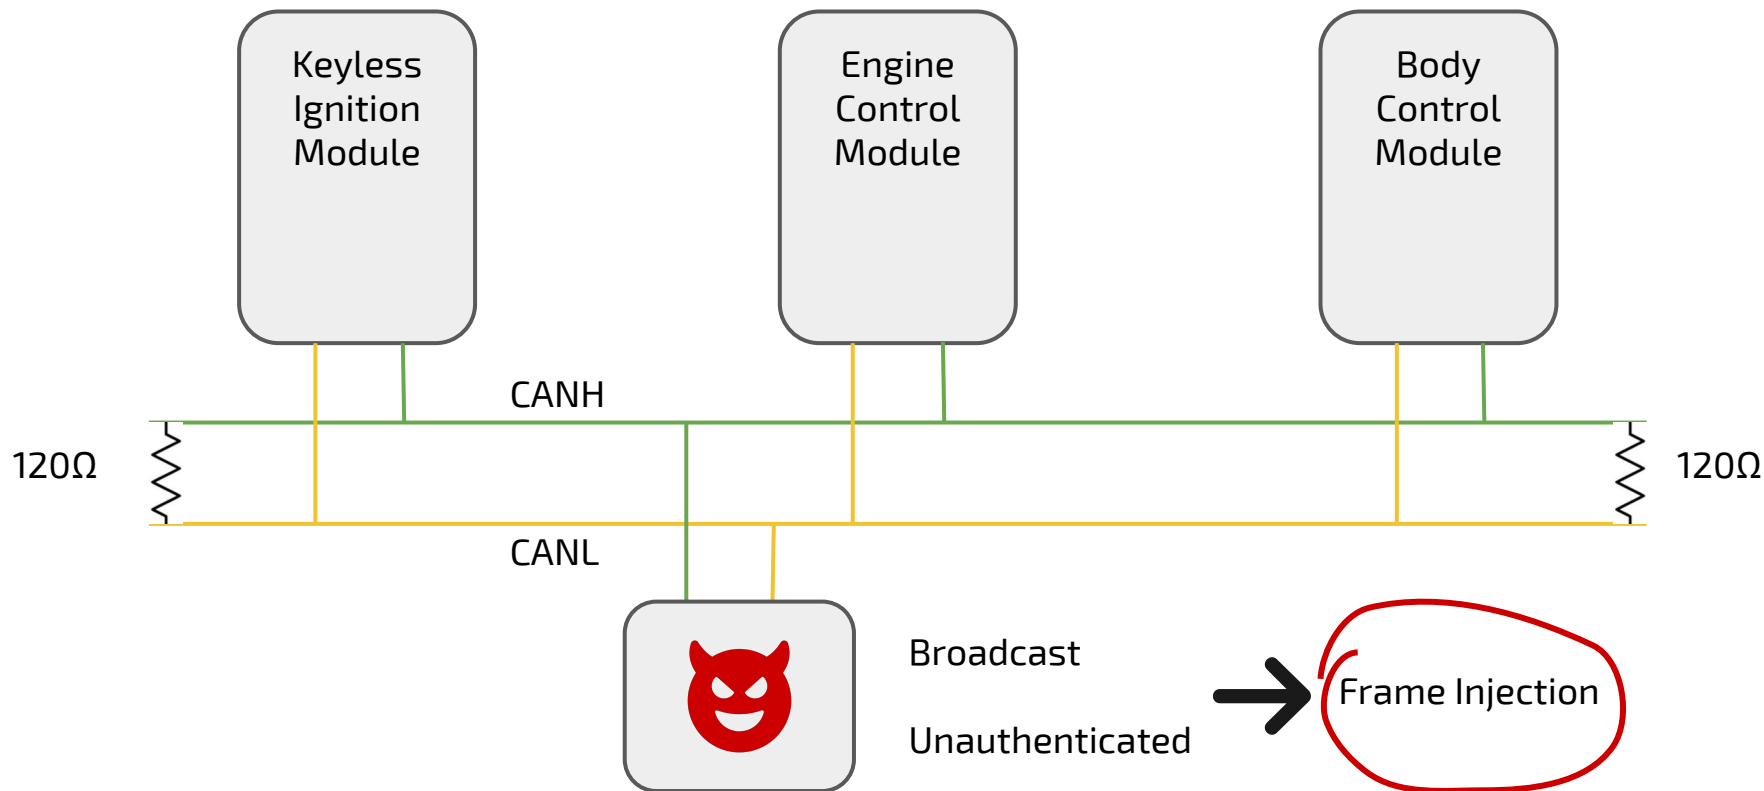 Keyless
Ignition
Module
Engine
Control
Module
Body
Control
Module
CANH
120Ω
120Ω
CANL
Broadcast
Frame Injection
Unauthenticated